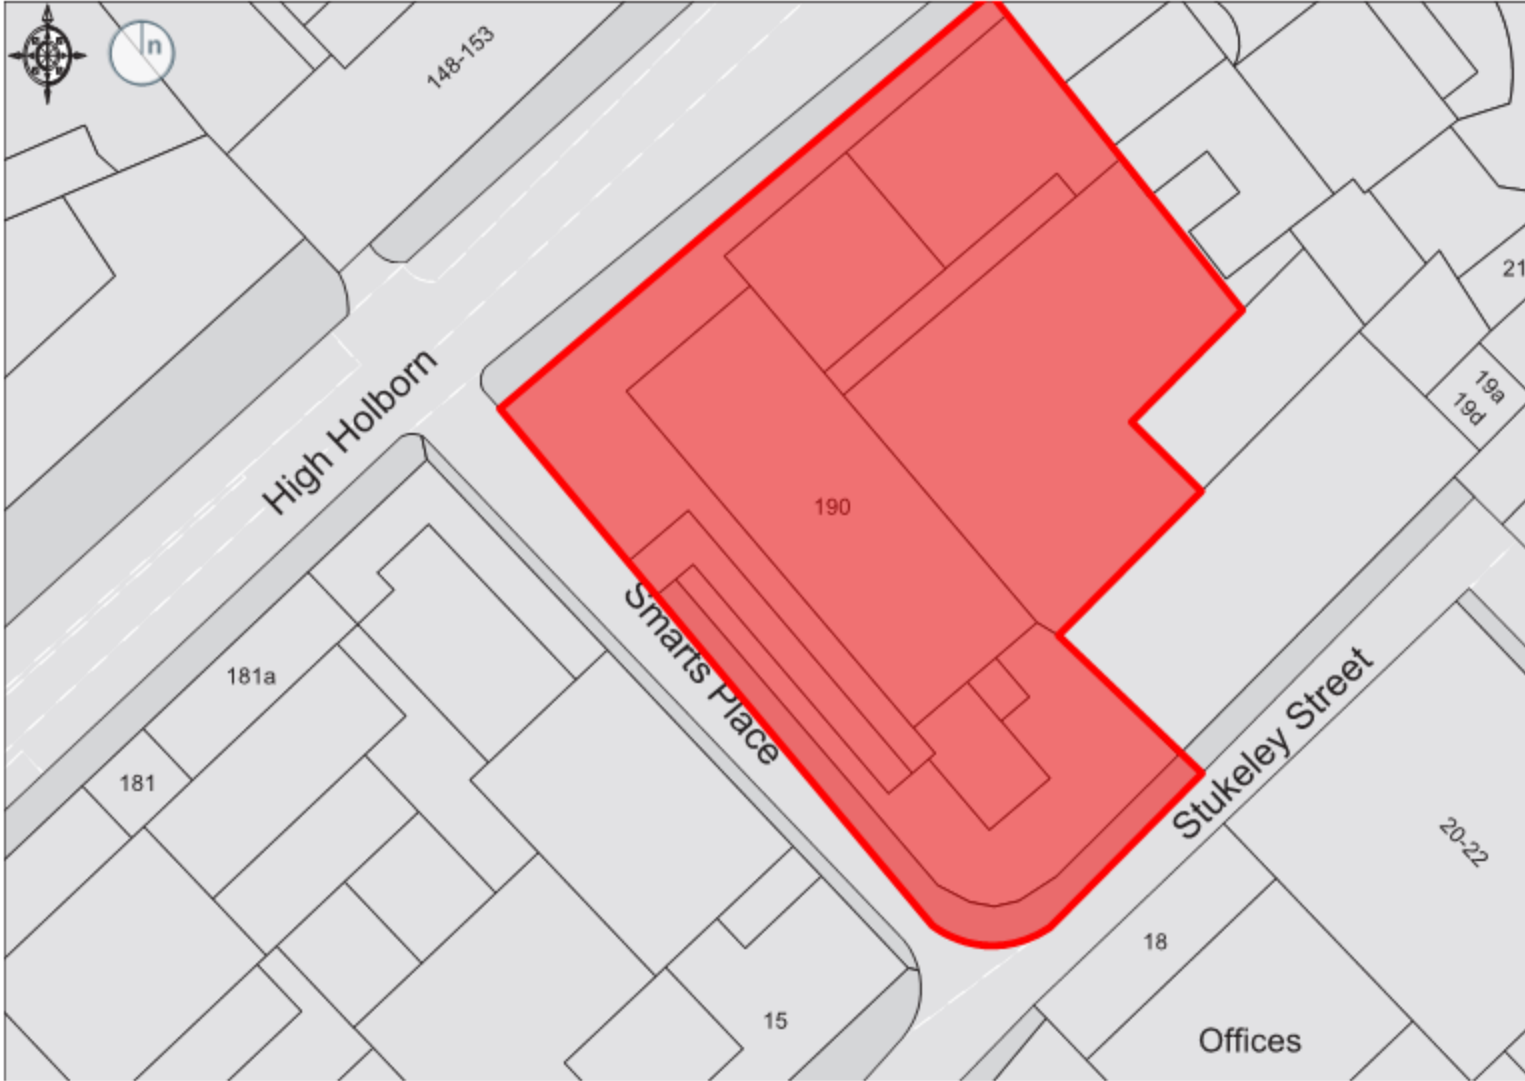 n
148-153
High Holborn
21
19a
19d
190
Smarts Place
181a
181
Stukeley Street
20-22
18
15
Offices